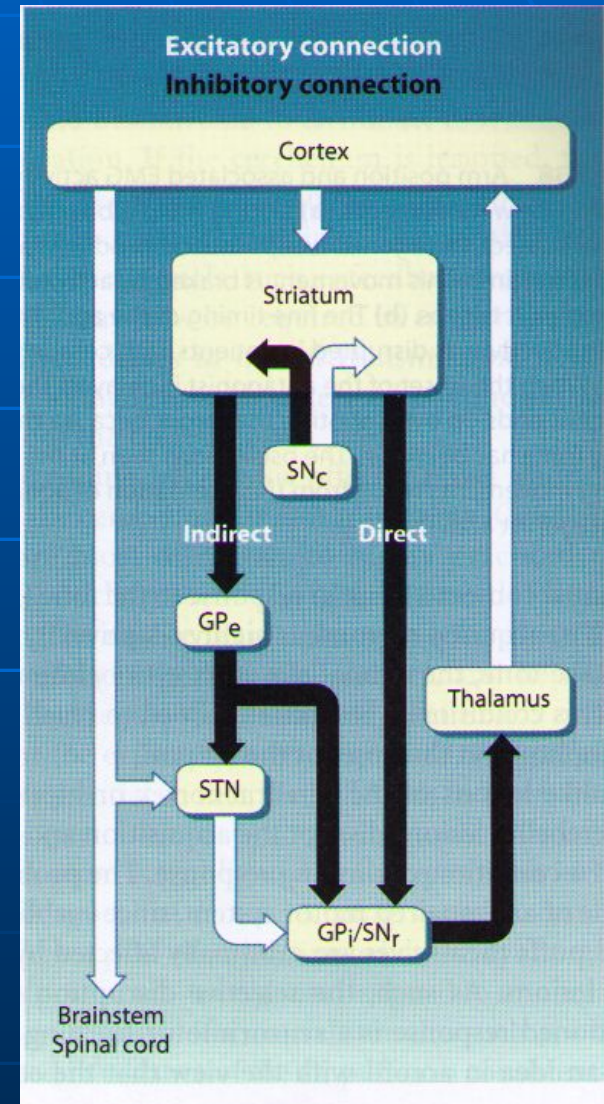 Excitatory connection
Inhibitory connection
Cortex
Striatum
SNC
Indirect
Direct
GPe
Thalamus
STN
GPi/SNr
Brainstem
Spinal cord